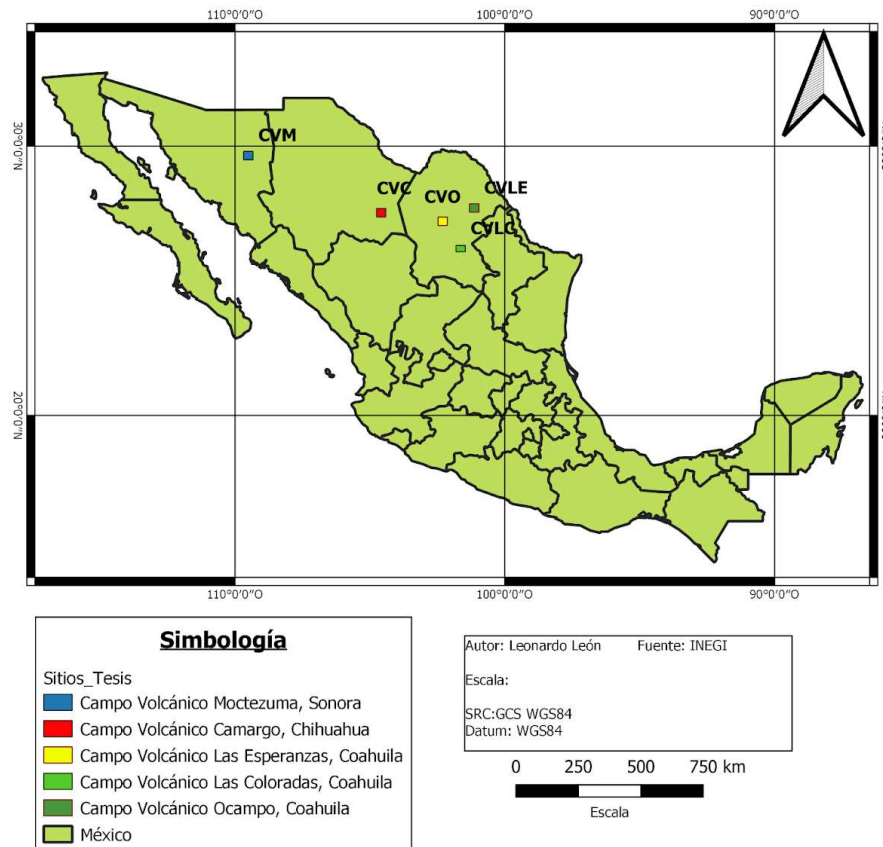 110°0'0"O 100°0'0"O 90°0'0"O
30°0'0"N
20°0'0"N
CVM
CVC
CVO
CVLE
CVLC
110°0'0"O 100°0'0"O 90°0'0"O
Simbología
Sitios_Tesis
Campo Volcánico Moctezuma, Sonora
Campo Volcánico Camargo, Chihuahua
Campo Volcánico Las Esperanzas, Coahuila
Campo Volcánico Las Coloradas, Coahuila
Campo Volcánico Ocampo, Coahuila
México
Autor: Leonardo León Fuente: INEGI
Escala:
SRC:GCS WGS84
Datum: WGS84
0 250 500 750 km
Escala